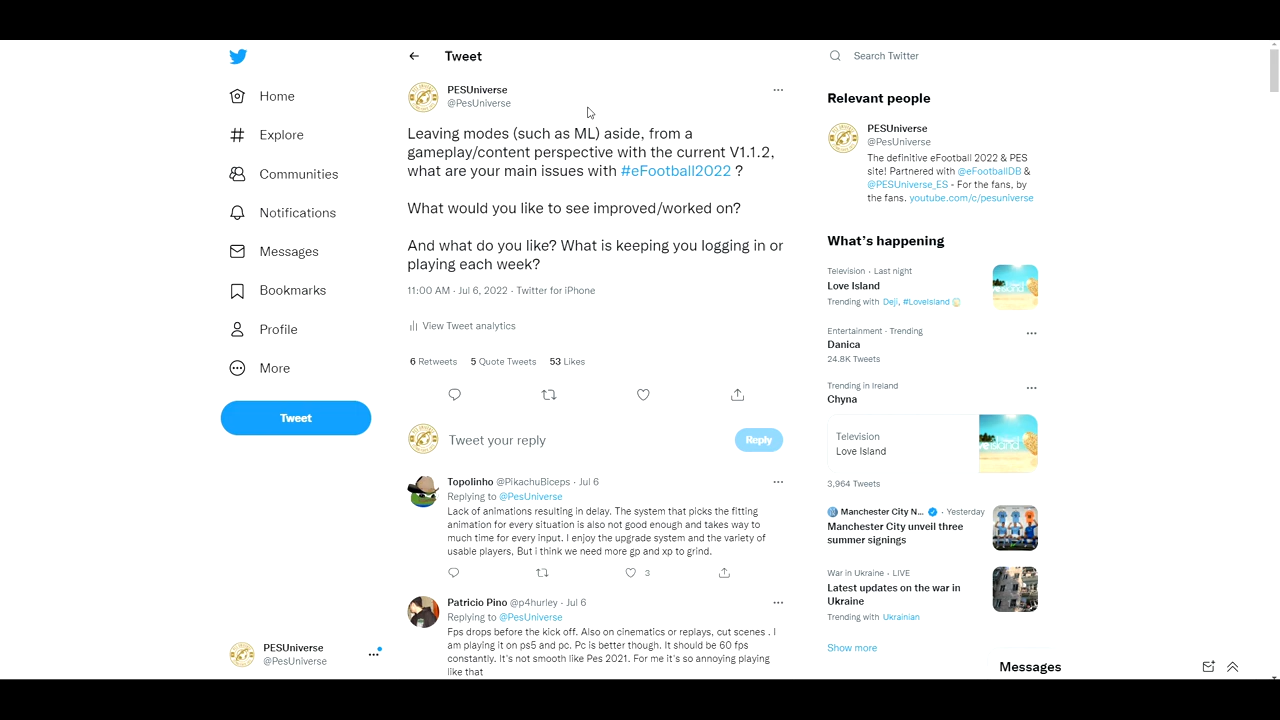 Home
Explore
Communities
Notifications
Messages
Bookmarks
Profile
More
Tweet
PESUniverse
@PesUniverse
Tweet
PESUniverse
@PesUniverse
Leaving modes (such as ML) aside, from a
gameplay/content perspective with the current V1.1.2,
what are your main issues with #eFootball2022 ?
What would you like to see improved/worked on?
And what do you like? What is keeping you logging in or
playing each week?
11:00 AM · Jul 6, 2022 · Twitter for iPhone
View Tweet analytics
6 Retweets 5 Quote Tweets 53 Likes
Tweet your reply
Reply
Topolinho @PikachuBiceps · Jul 6
Replying to @PesUniverse
Lack of animations resulting in delay. The system that picks the fitting
animation for every situation is also not good enough and takes way to
much time for every input. I enjoy the upgrade system and the variety of
usable players, But i think we need more gp and xp to grind.
3
Patricio Pino @p4hurley · Jul 6
Replying to @PesUniverse
Fps drops before the kick off. Also on cinematics or replays, cut scenes . I
am playing it on ps5 and pc. Pc is better though. It should be 60 fps
constantly. It's not smooth like Pes 2021. For me it's so annoying playing
like that
Search Twitter
Relevant people
PESUniverse
@PesUniverse
The definitive eFootball 2022 & PES
site! Partnered with @eFootballDB &
@PESUniverse_ES - For the fans, by
the fans. youtube.com/c/pesuniverse
What's happening
Television · Last night
Love Island
Trending with Deji, #LoveIsland
Entertainment · Trending
Danica
24.8K Tweets
Trending in Ireland
Chyna
Television
Love Island
3,964 Tweets
Manchester City N... · Yesterday
Manchester City unveil three
summer signings
War in Ukraine · LIVE
Latest updates on the war in
Ukraine
Trending with Ukrainian
Show more
Messages